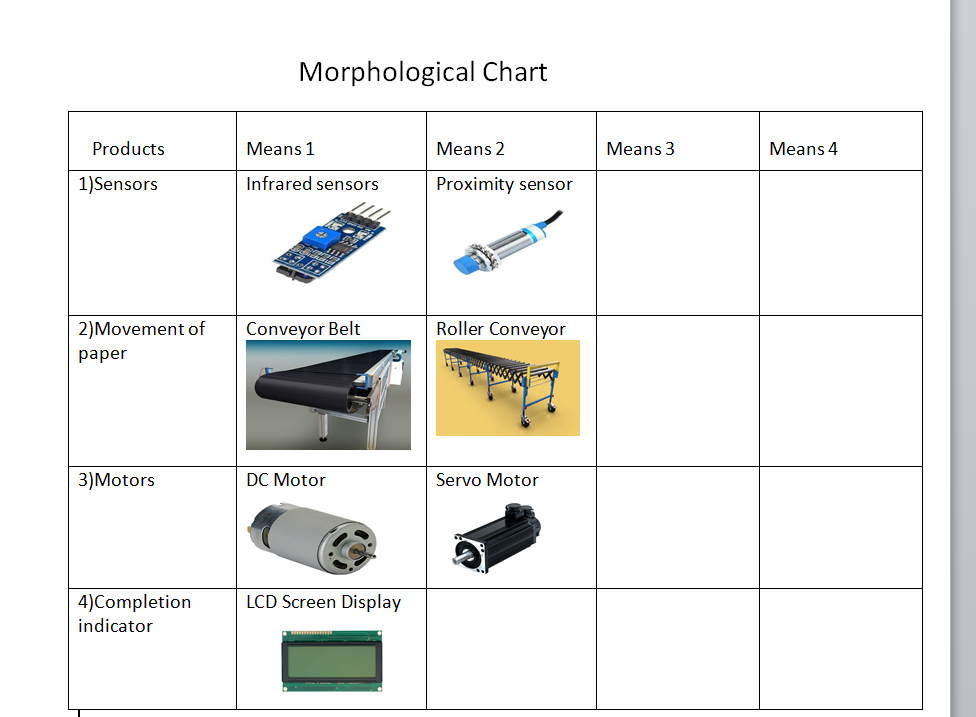 Morphological Chart
Products
Means 1
Means 2
Means 3
Means 4
1)Sensors
Infrared sensors
Proximity sensor
2)Movement of
paper
Conveyor Belt
Roller Conveyor
3)Motors
DC Motor
Servo Motor
4)Completion
indicator
LCD Screen Display